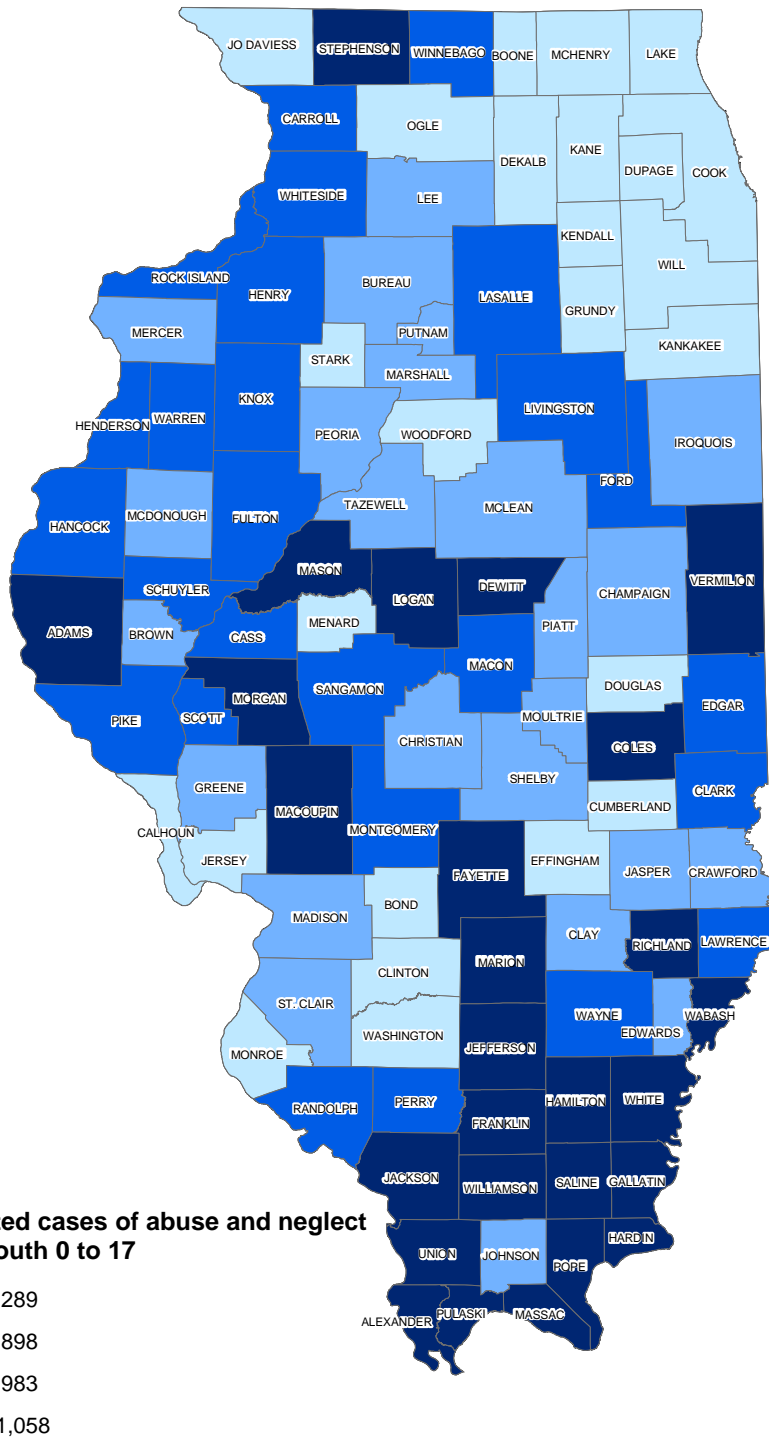 JO DAVIESS
STEPHENSON
WINNEBAGO
BOONE
MCHENRY
LAKE
CARROLL
OGLE
DEKALB
KANE
DUPAGE
COOK
WHITESIDE
LEE
KENDALL
WILL
ROCK ISLAND
HENRY
BUREAU
LASALLE
GRUNDY
MERCER
PUTNAM
STARK
KANKAKEE
MARSHALL
KNOX
HENDERSON
WARREN
PEORIA
WOODFORD
LIVINGSTON
IROQUOIS
FORD
TAZEWELL
MCLEAN
HANCOCK
MCDONOUGH
FULTON
MASON
LOGAN
DEWITT
CHAMPAIGN
VERMILION
SCHUYLER
ADAMS
BROWN
CASS
MENARD
PIATT
MACON
DOUGLAS
EDGAR
PIKE
SCOTT
MORGAN
SANGAMON
MOULTRIE
CHRISTIAN
COLES
SHELBY
GREENE
CLARK
MACOUPIN
CUMBERLAND
CALHOUN
MONTGOMERY
JERSEY
EFFINGHAM
FAYETTE
JASPER
CRAWFORD
BOND
MADISON
CLAY
RICHLAND
LAWRENCE
MARION
CLINTON
ST. CLAIR
WAYNE
WABASH
EDWARDS
WASHINGTON
JEFFERSON
MONROE
HAMILTON
WHITE
RANDOLPH
PERRY
FRANKLIN
JACKSON
WILLIAMSON
SALINE
GALLATIN
HARDIN
UNION
JOHNSON
POPE
ALEXANDER
PULASKI
MASSAC
ted cases of abuse and neglect
outh 0 to 17
289
898
983
1,058